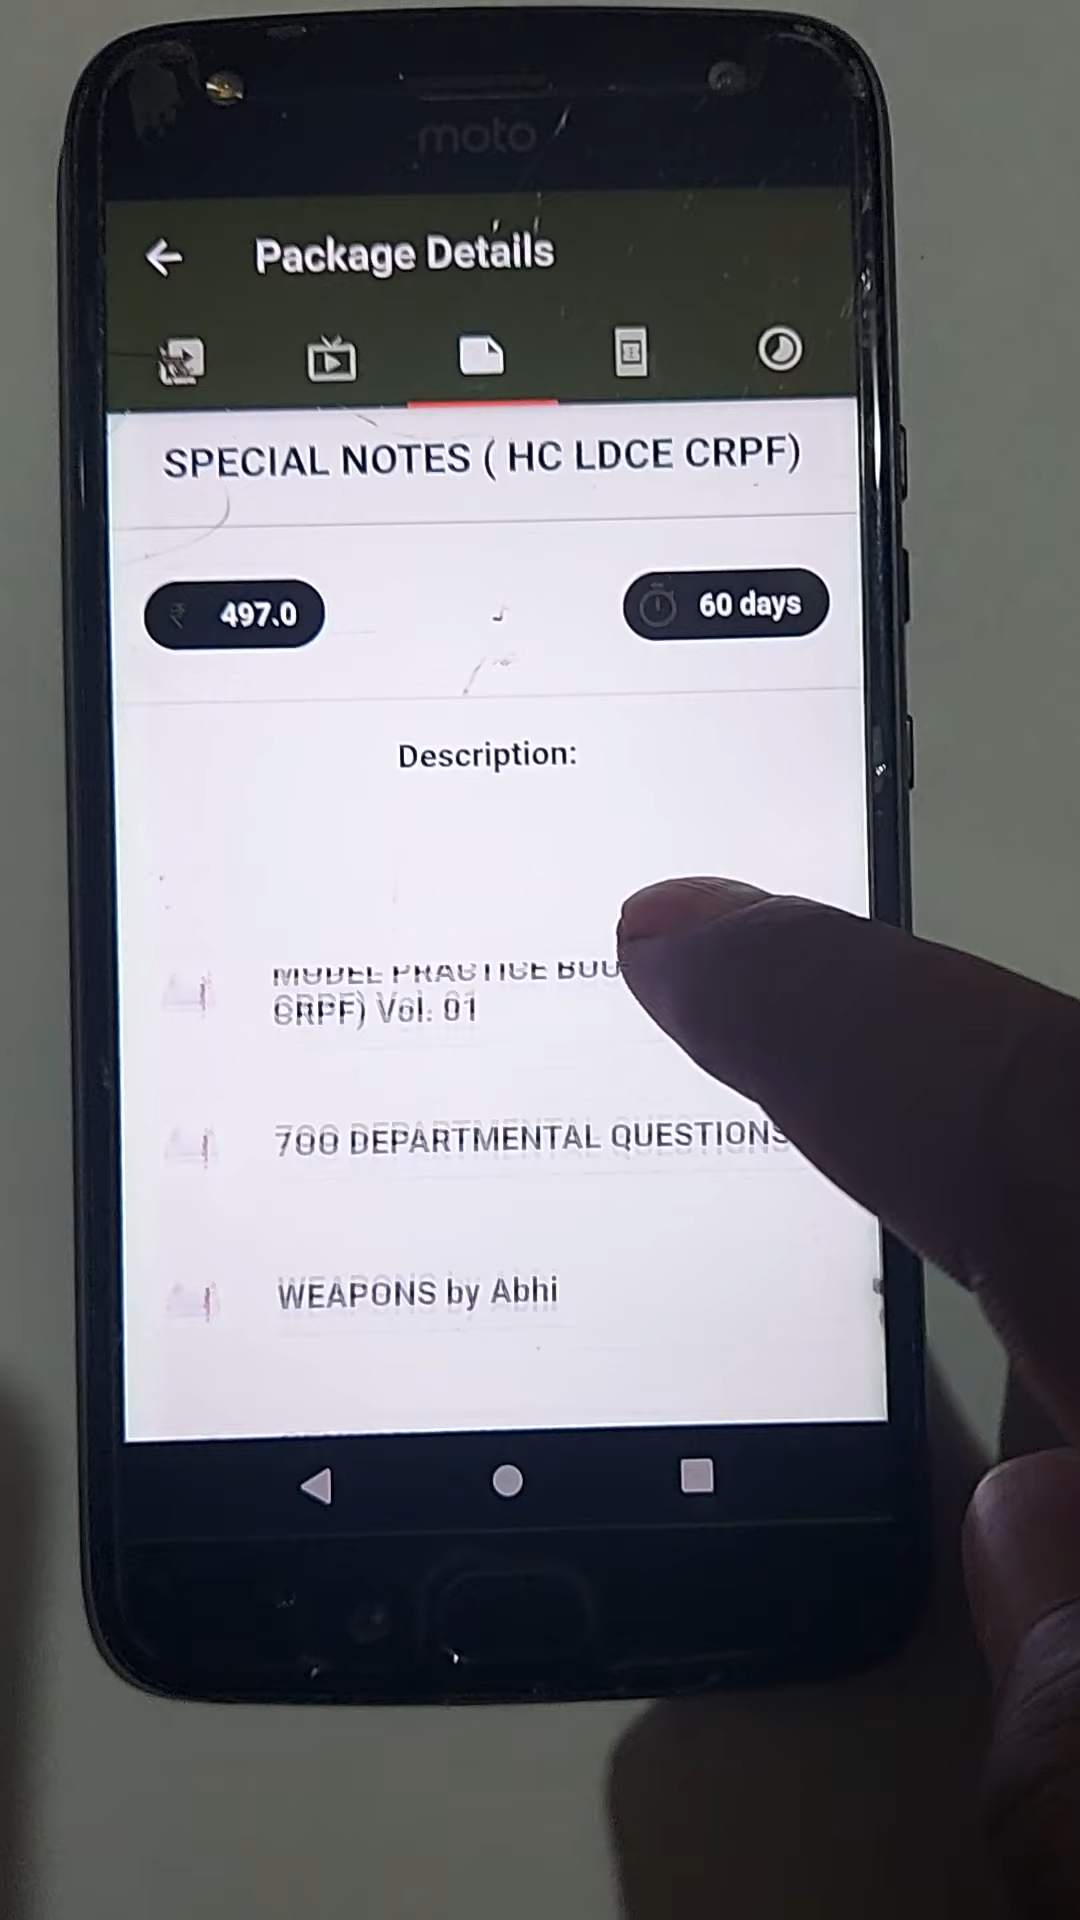 moto
Package Details
SPECIAL NOTES ( HC LDCE CRPF)
₹ 497.0
60 days
Description:
MODEL PRACTICE
CRPF) Vol. 01
700 DEPARTMENTAL QUESTIONS
WEAPONS by Abhi